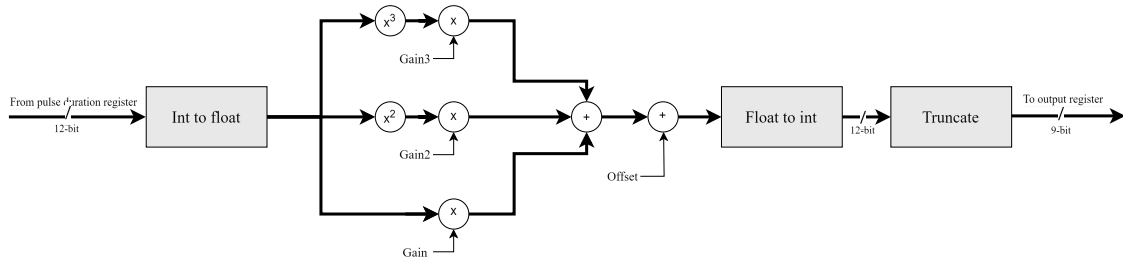 x³
x
Gain3
From pulse duration register
12-bit
Int to float
x²
x
Gain2
+
+
Offset
Float to int
12-bit
Truncate
To output register
9-bit
x
Gain